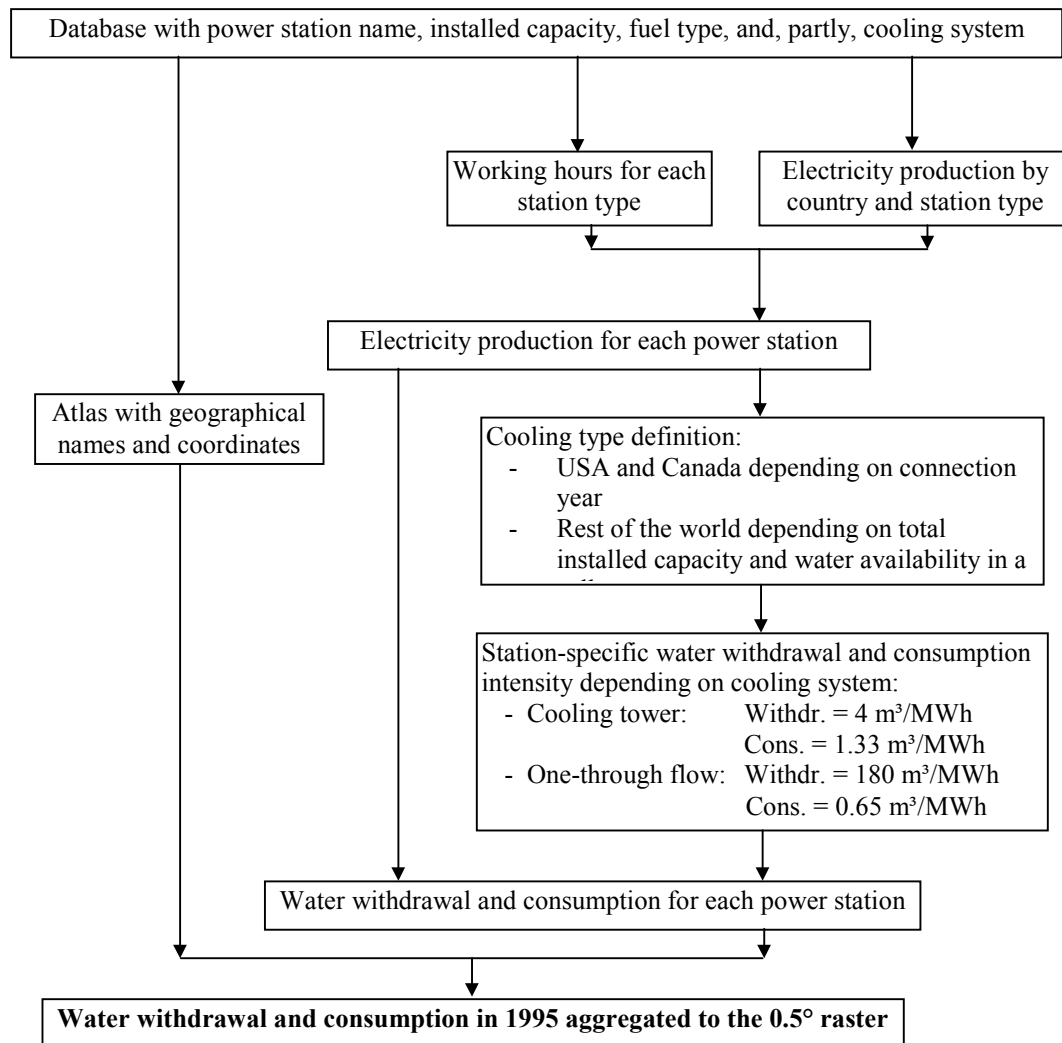 Database with power station name, installed capacity, fuel type, and, partly, cooling system
Working hours for each
station type
Electricity production by
country and station type
Electricity production for each power station
Atlas with geographical
names and coordinates
Cooling type definition:
- USA and Canada depending on connection
year
- Rest of the world depending on total
installed capacity and water availability in a
Station-specific water withdrawal and consumption
intensity depending on cooling system:
- Cooling tower: Withdr. = 4 m³/MWh
Cons. = 1.33 m³/MWh
- One-through flow: Withdr. = 180 m³/MWh
Cons. = 0.65 m³/MWh
Water withdrawal and consumption for each power station
Water withdrawal and consumption in 1995 aggregated to the 0.5° raster